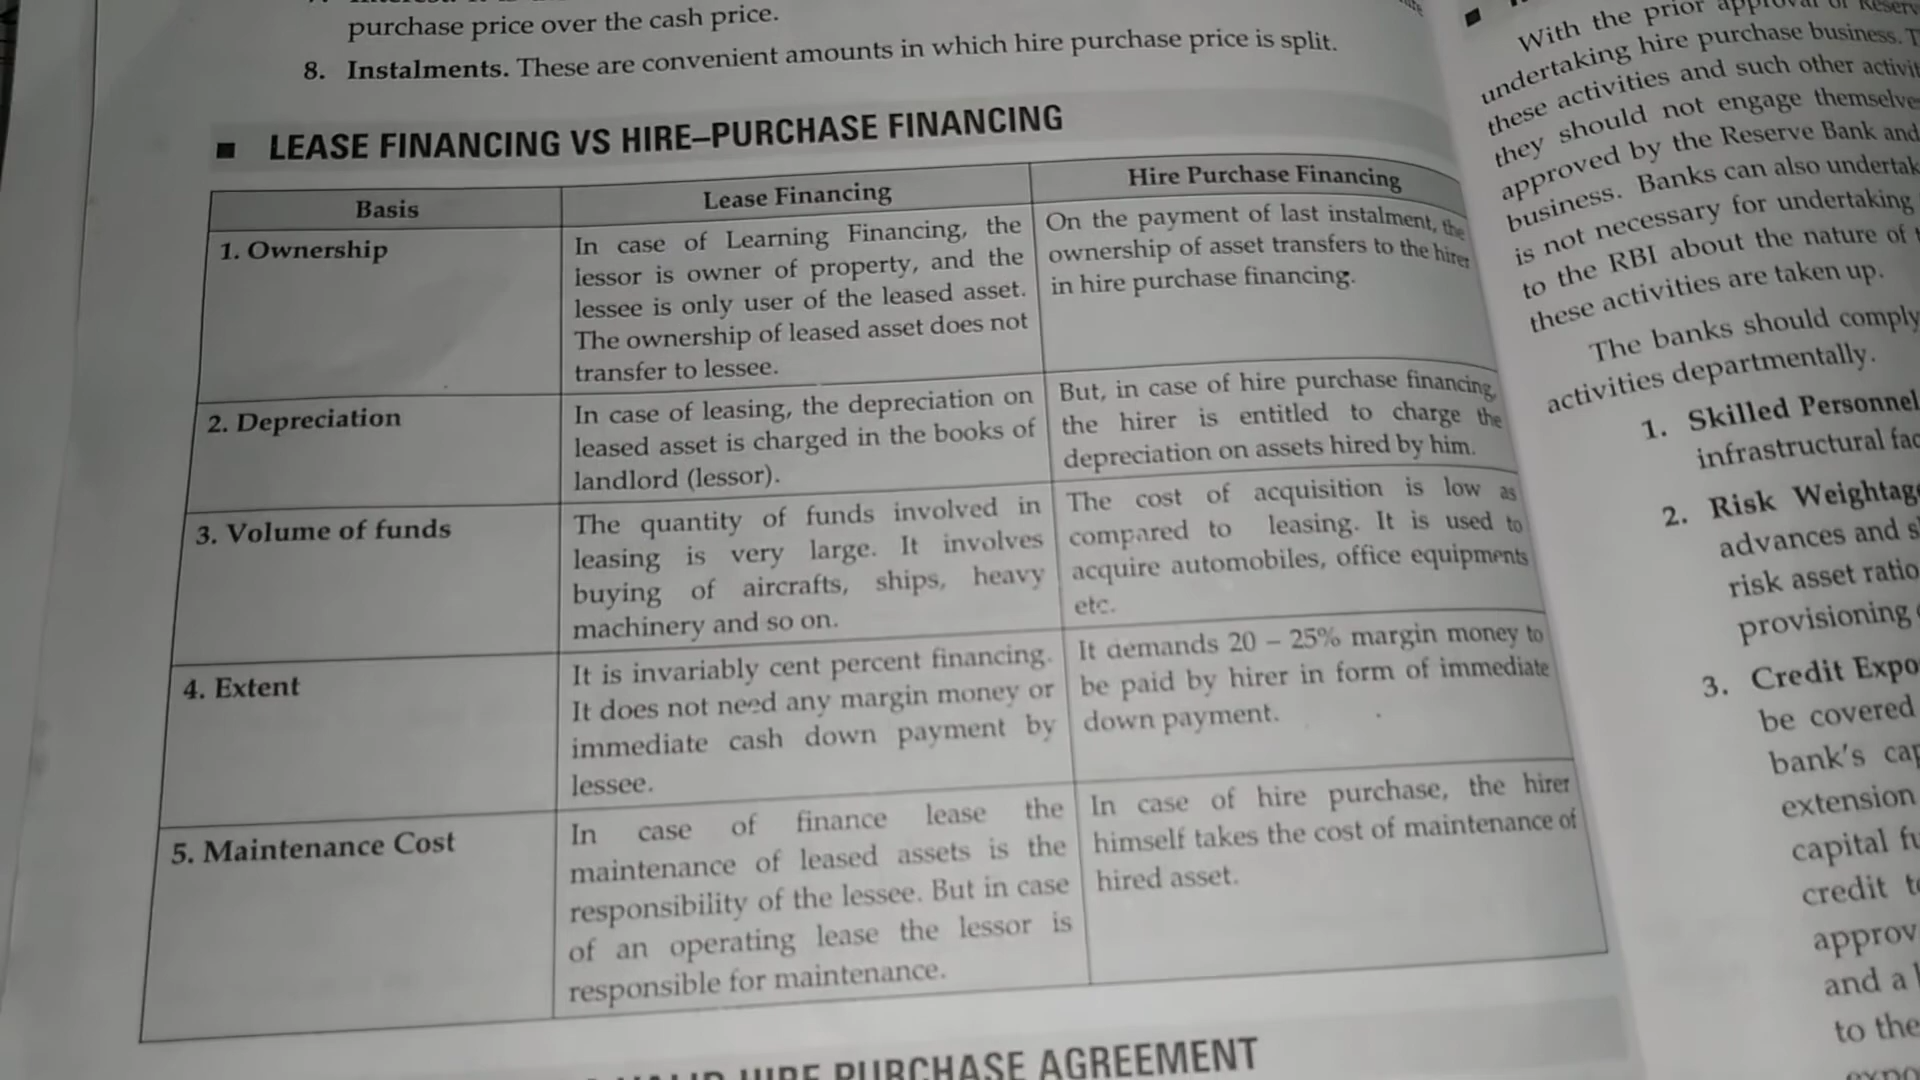 purchase price over the cash price.
8. Instalments. These are convenient amounts in which hire purchase price is split.
■ LEASE FINANCING VS HIRE–PURCHASE FINANCING
Basis
Lease Financing
Hire Purchase Financing
1. Ownership
In case of Learning Financing, the
lessor is owner of property, and the
lessee is only user of the leased asset.
The ownership of leased asset does not
transfer to lessee.
On the payment of last instalment, the
ownership of asset transfers to the hirer
in hire purchase financing.
2. Depreciation
In case of leasing, the depreciation on
leased asset is charged in the books of
landlord (lessor).
But, in case of hire purchase financing,
the hirer is entitled to charge the
depreciation on assets hired by him.
3. Volume of funds
The quantity of funds involved in
leasing is very large. It involves
buying of aircrafts, ships, heavy
machinery and so on.
The cost of acquisition is low as
compared to leasing. It is used to
acquire automobiles, office equipments
etc.
4. Extent
It is invariably cent percent financing.
It does not need any margin money or
immediate cash down payment by
lessee.
It demands 20 – 25% margin money to
be paid by hirer in form of immediate
down payment.
5. Maintenance Cost
In case of finance lease the
maintenance of leased assets is the
responsibility of the lessee. But in case
of an operating lease the lessor is
responsible for maintenance.
In case of hire purchase, the hirer
himself takes the cost of maintenance of
hired asset.
HIRE PURCHASE AGREEMENT
With the prior approval of
undertaking hire purchase business.
these activities and such other
they should not engage
approved by the Reserve Bank and
business. Banks can also
is not necessary for undertaking
to the RBI about the nature of
these activities are taken up.
The banks should comply
activities departmentally.
1. Skilled Personnel
infrastructural
2. Risk
advances and
risk asset ratio
provisioning
3. Credit
be covered
bank's
extension
capital
credit
and a
to the